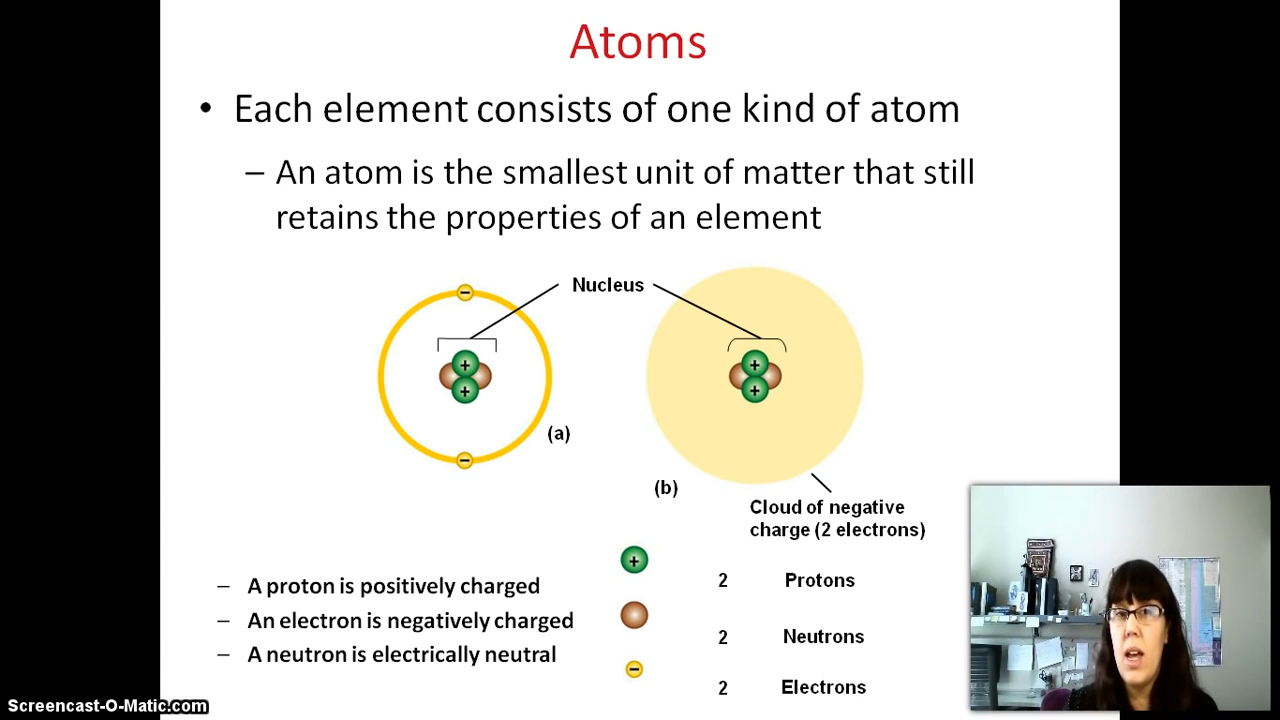 Atoms
• Each element consists of one kind of atom
– An atom is the smallest unit of matter that still
retains the properties of an element
Nucleus
−
+
+
−
(a)
+
+
(b)
Cloud of negative
charge (2 electrons)
– A proton is positively charged
– An electron is negatively charged
– A neutron is electrically neutral
+ 2 Protons
2 Neutrons
− 2 Electrons
Screencast-O-Matic.com